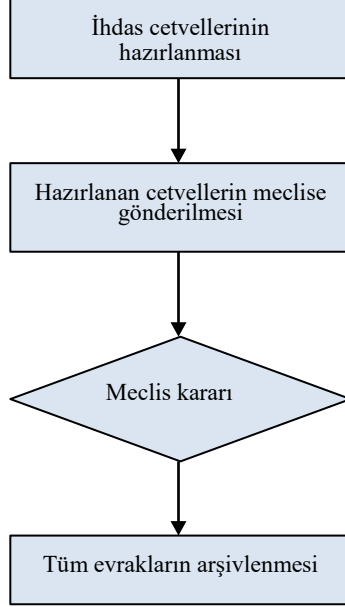 İhdas cetvellerinin
hazırlanması
Hazırlanan cetvellerin meclise
gönderilmesi
Meclis kararı
Tüm evrakların arşivlenmesi